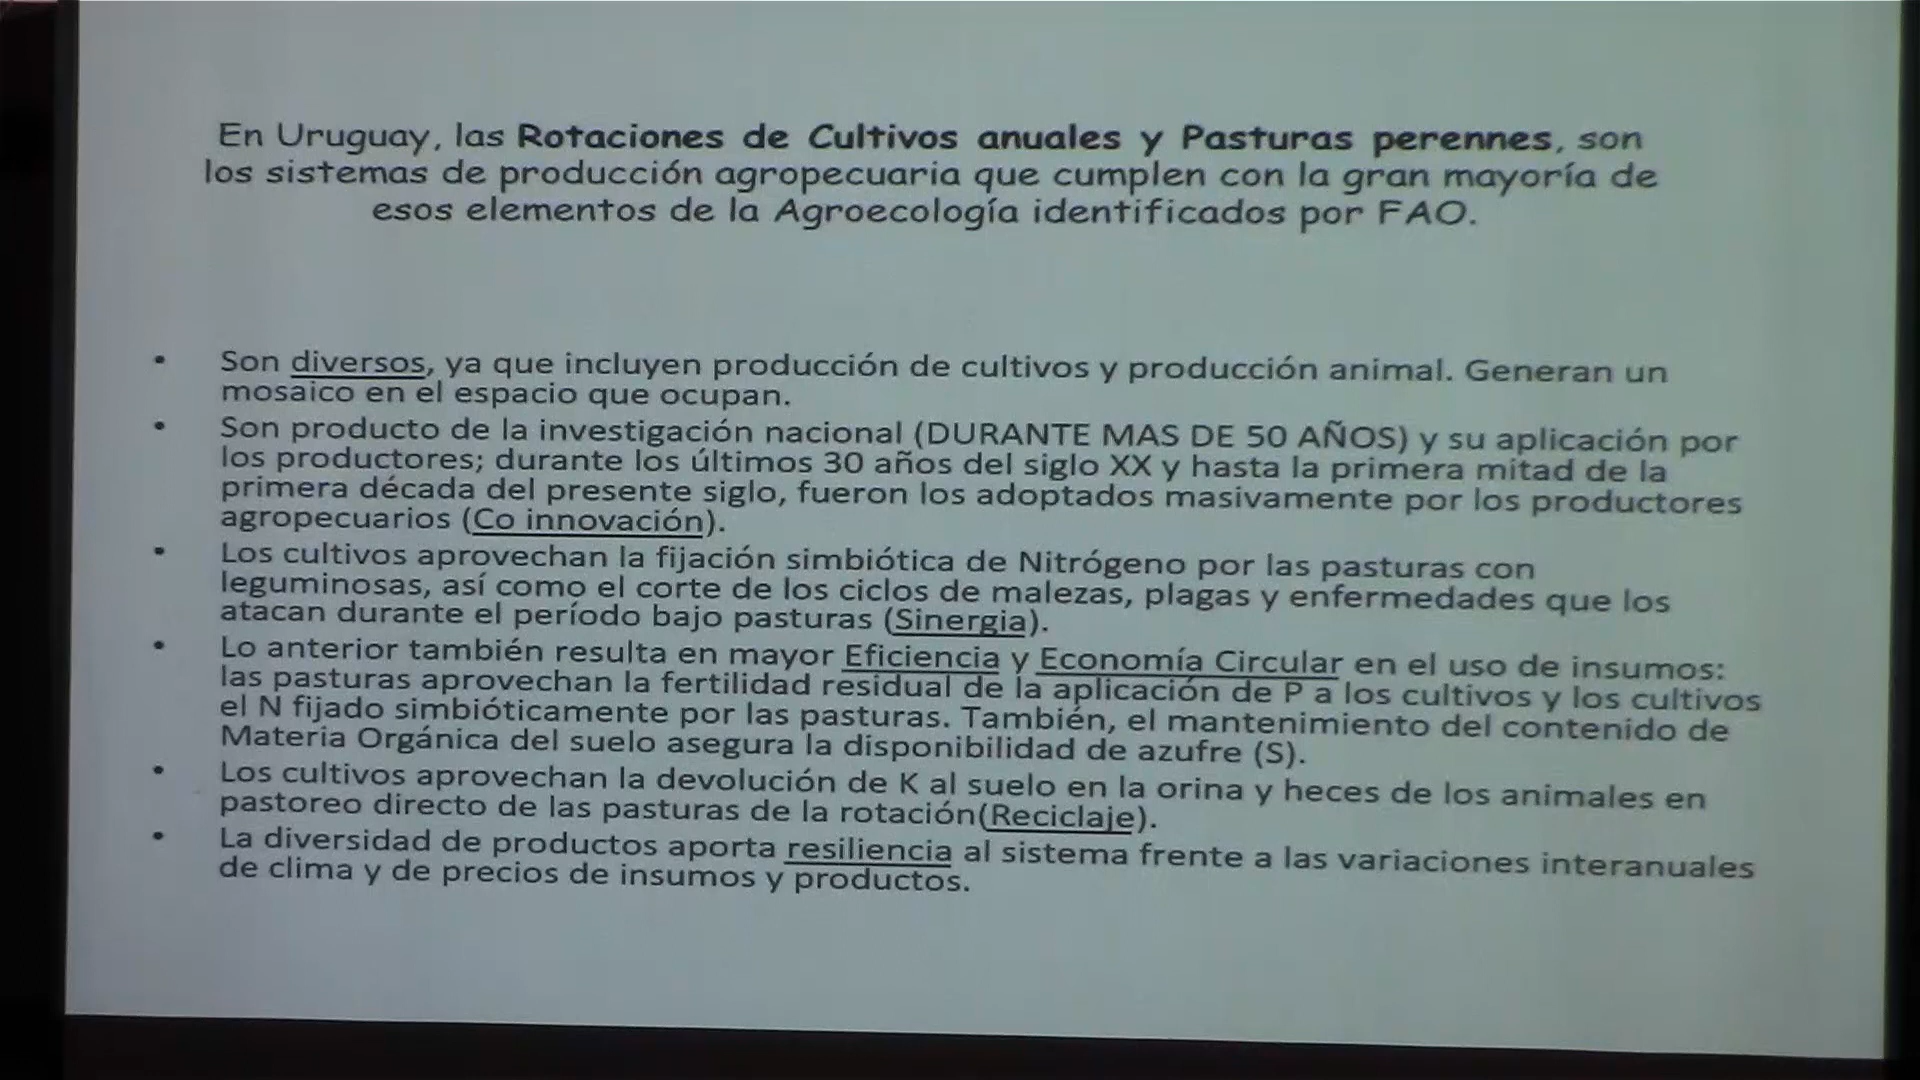 En Uruguay, las Rotaciones de Cultivos anuales y Pasturas perennes, son
los sistemas de producción agropecuaria que cumplen con la gran mayoría de
esos elementos de la Agroecología identificados por FAO.
• Son diversos, ya que incluyen producción de cultivos y producción animal. Generan un
mosaico en el espacio que ocupan.
• Son producto de la investigación nacional (DURANTE MAS DE 50 AÑOS) y su aplicación por
los productores; durante los últimos 30 años del siglo XX y hasta la primera mitad de la
primera década del presente siglo, fueron los adoptados masivamente por los productores
agropecuarios (Co innovación).
• Los cultivos aprovechan la fijación simbiótica de Nitrógeno por las pasturas con
leguminosas, así como el corte de los ciclos de malezas, plagas y enfermedades que los
atacan durante el período bajo pasturas (Sinergia).
• Lo anterior también resulta en mayor Eficiencia y Economía Circular en el uso de insumos:
las pasturas aprovechan la fertilidad residual de la aplicación de P a los cultivos y los cultivos
el N fijado simbióticamente por las pasturas. También, el mantenimiento del contenido de
Materia Orgánica del suelo asegura la disponibilidad de azufre (S).
• Los cultivos aprovechan la devolución de K al suelo en la orina y heces de los animales en
pastoreo directo de las pasturas de la rotación(Reciclaje).
• La diversidad de productos aporta resiliencia al sistema frente a las variaciones interanuales
de clima y de precios de insumos y productos.